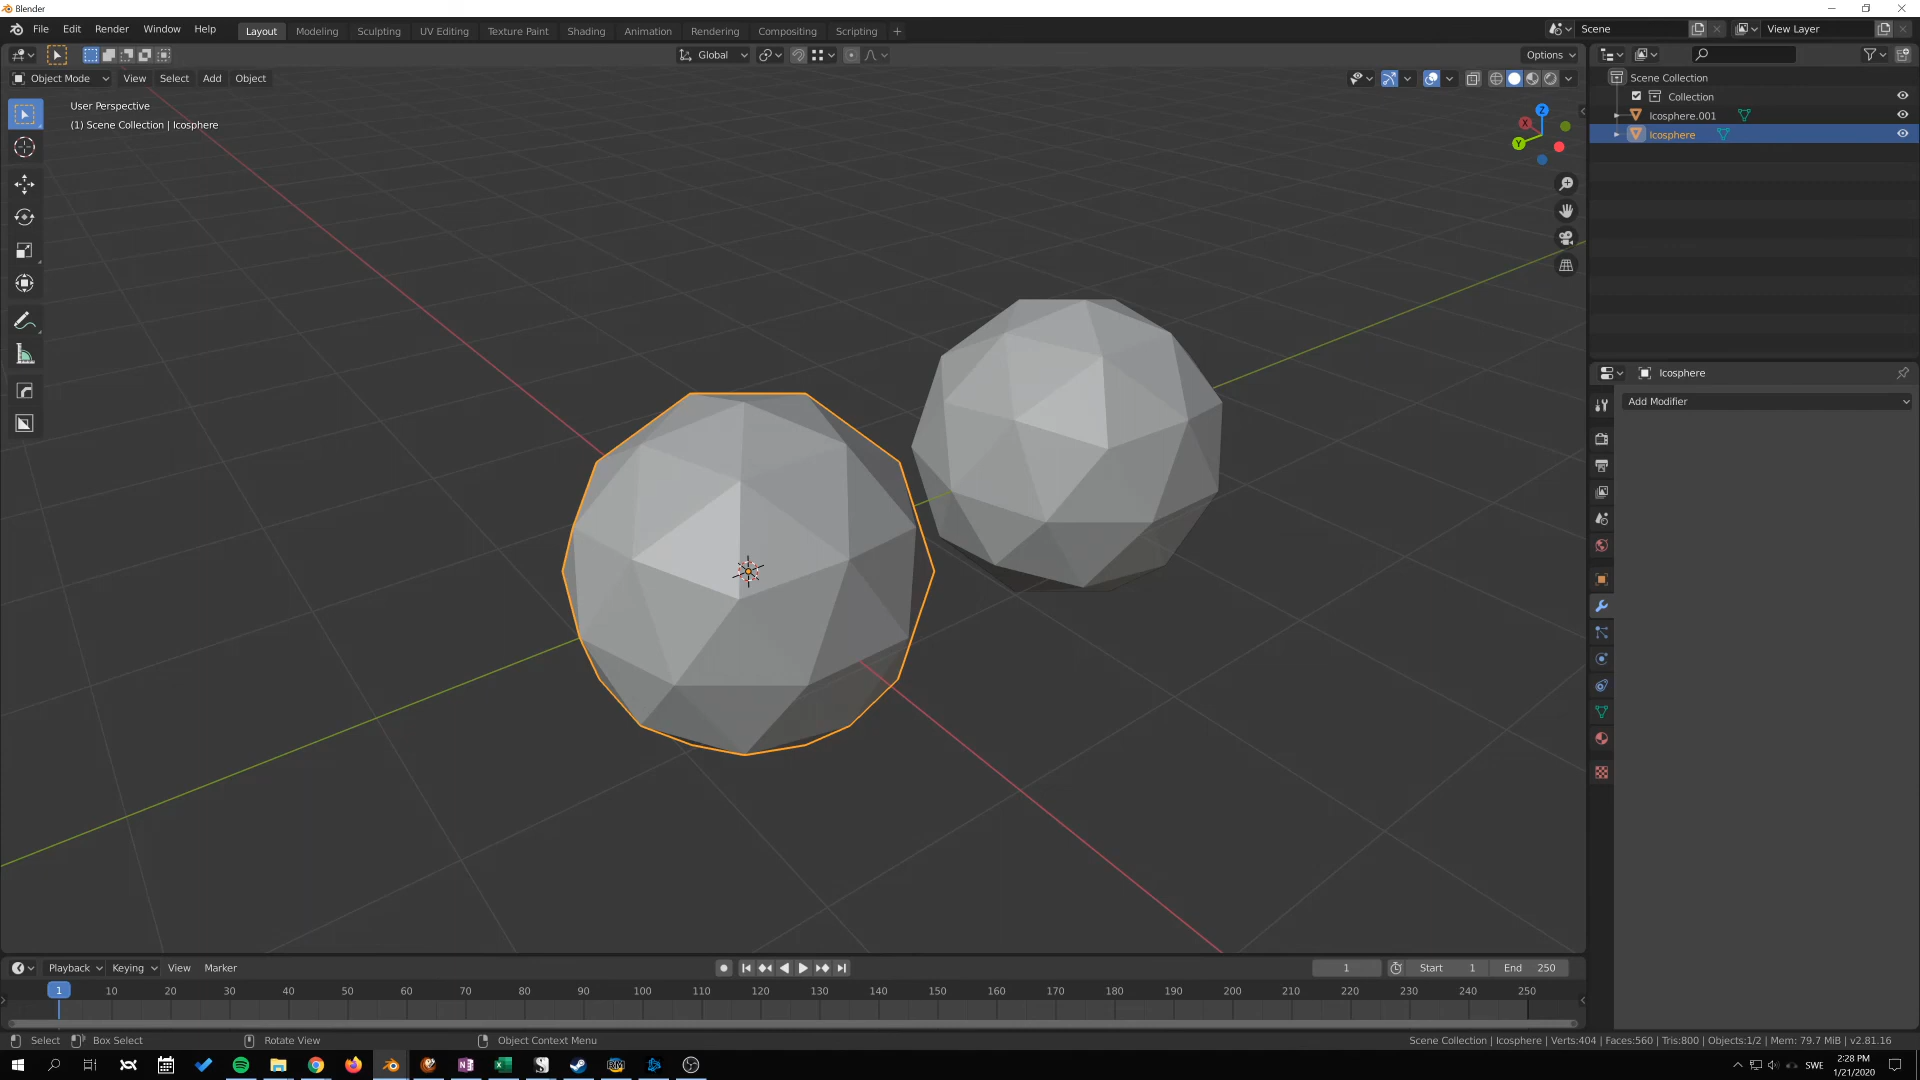 Blender
File Edit Render Window Help Layout Modeling Sculpting UV Editing Texture Paint Shading Animation Rendering Compositing Scripting + Scene View Layer
Global Options
Object Mode View Select Add Object
User Perspective
(1) Scene Collection | Icosphere
Z
X
Y
Scene Collection
Collection
Icosphere.001
Icosphere
Icosphere
Add Modifier
Playback Keying View Marker 1 Start 1 End 250
1 10 20 30 40 50 60 70 80 90 100 110 120 130 140 150 160 170 180 190 200 210 220 230 240 250
Select Box Select Rotate View Object Context Menu Scene Collection | Icosphere | Verts:404 | Faces:560 | Tris:800 | Objects:1/2 | Mem: 79.7 MiB | v2.81.16
SWE 2:28 PM
1/21/2020